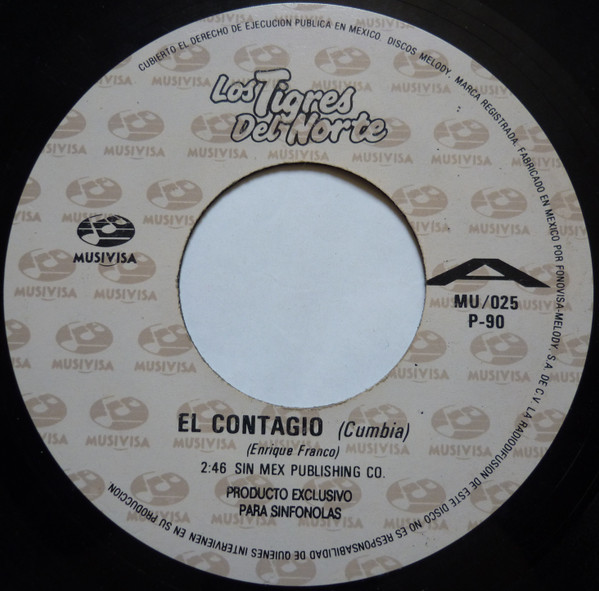 CUBIERTO EL DERECHO DE EJECUCION PUBLICA EN MEXICO. DISCOS MELODY. MARCA REGISTRADA. FABRICADO EN MEXICO POR FONOVISA-MELODY, S.A. DE C.V. LA RADIODIFUSION DE ESTE DISCO NO ES RESPONSABILIDAD DE QUIENES INTERVIENEN EN SU PRODUCCION
Los Tigres
Del Norte
MUSIVISA
A
MU/025
P-90
EL CONTAGIO (Cumbia)
(Enrique Franco)
2:46 SIN MEX PUBLISHING CO.
PRODUCTO EXCLUSIVO
PARA SINFONOLAS